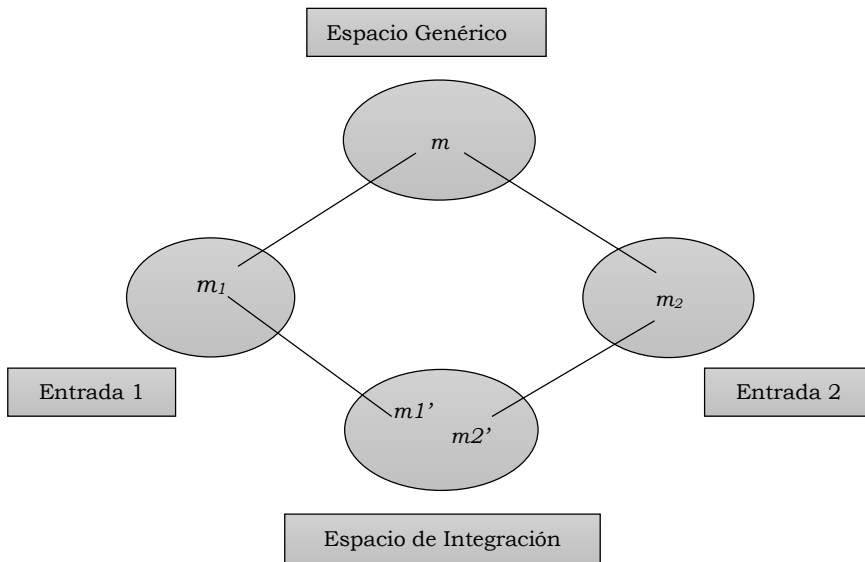 Espacio Genérico
m
m₁
m₂
Entrada 1
Entrada 2
m1’
m2’
Espacio de Integración